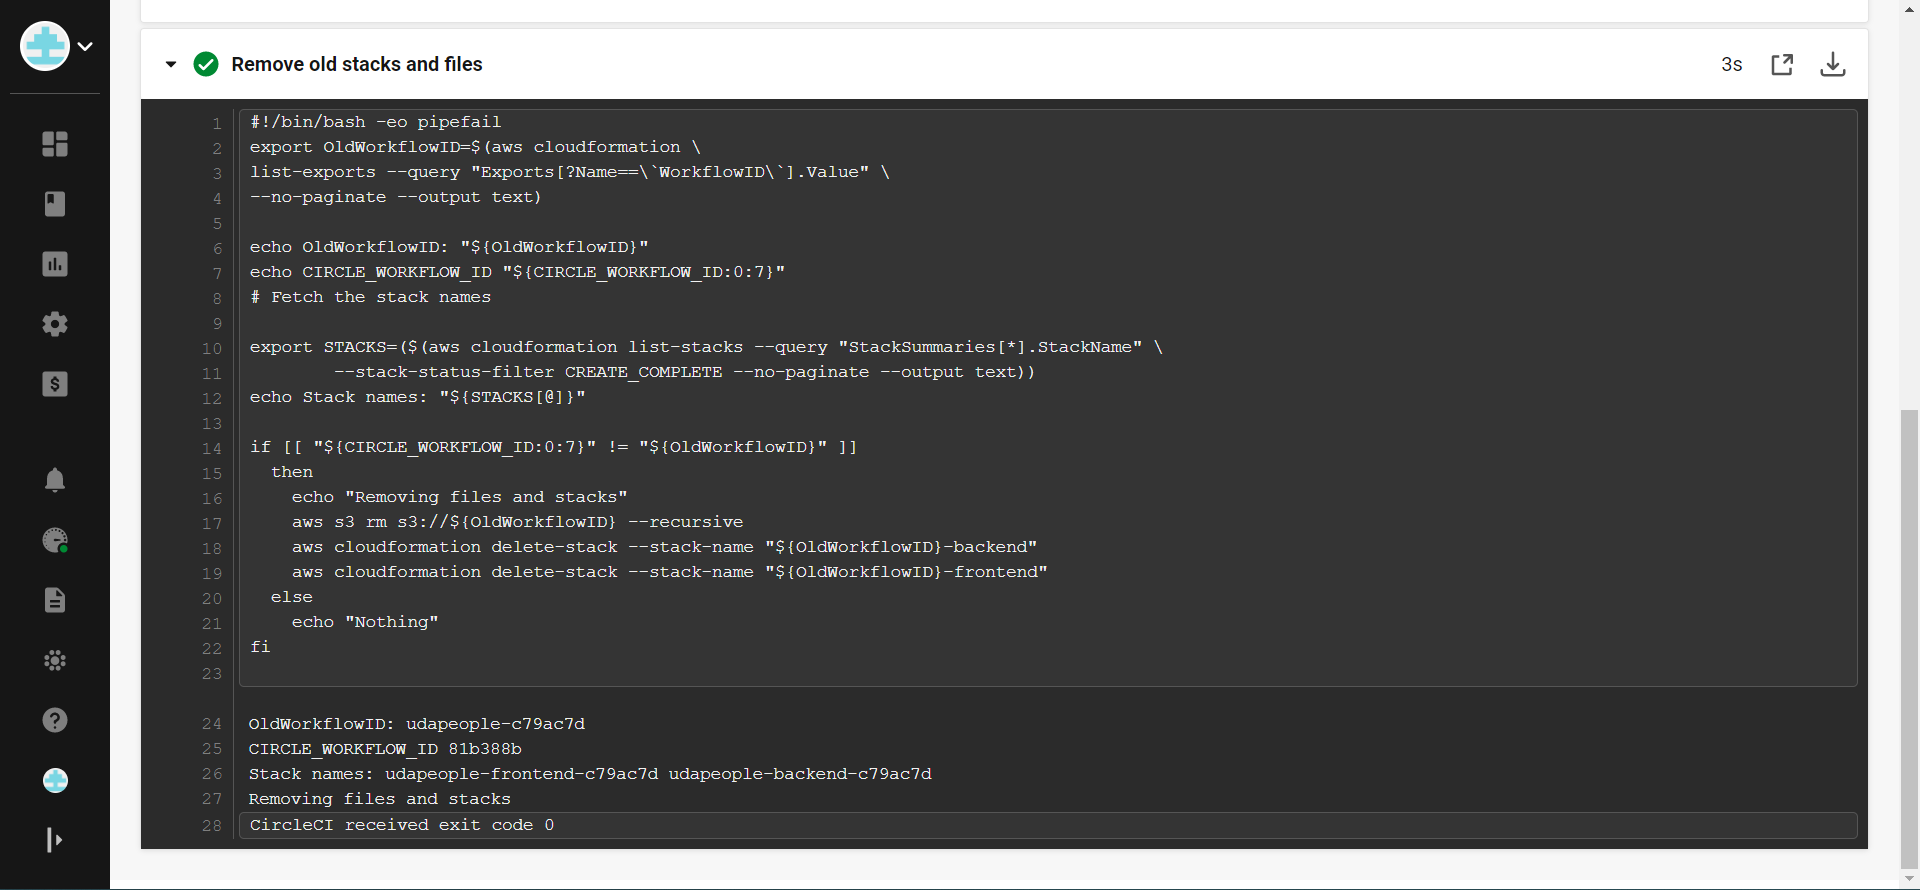 Remove old stacks and files
3s
1 #!/bin/bash -eo pipefail
2 export OldWorkflowID=$(aws cloudformation \
3 list-exports --query "Exports[?Name==\`WorkflowID\`].Value" \
4 --no-paginate --output text)
5
6 echo OldWorkflowID: "${OldWorkflowID}"
7 echo CIRCLE_WORKFLOW_ID "${CIRCLE_WORKFLOW_ID:0:7}"
8 # Fetch the stack names
9
10 export STACKS=($(aws cloudformation list-stacks --query "StackSummaries[*].StackName" \
11         --stack-status-filter CREATE_COMPLETE --no-paginate --output text))
12 echo Stack names: "${STACKS[@]}"
13
14 if [[ "${CIRCLE_WORKFLOW_ID:0:7}" != "${OldWorkflowID}" ]]
15   then
16     echo "Removing files and stacks"
17     aws s3 rm s3://${OldWorkflowID} --recursive
18     aws cloudformation delete-stack --stack-name "${OldWorkflowID}-backend"
19     aws cloudformation delete-stack --stack-name "${OldWorkflowID}-frontend"
20   else
21     echo "Nothing"
22 fi
23
24 OldWorkflowID: udapeople-c79ac7d
25 CIRCLE_WORKFLOW_ID 81b388b
26 Stack names: udapeople-frontend-c79ac7d udapeople-backend-c79ac7d
27 Removing files and stacks
28 CircleCI received exit code 0